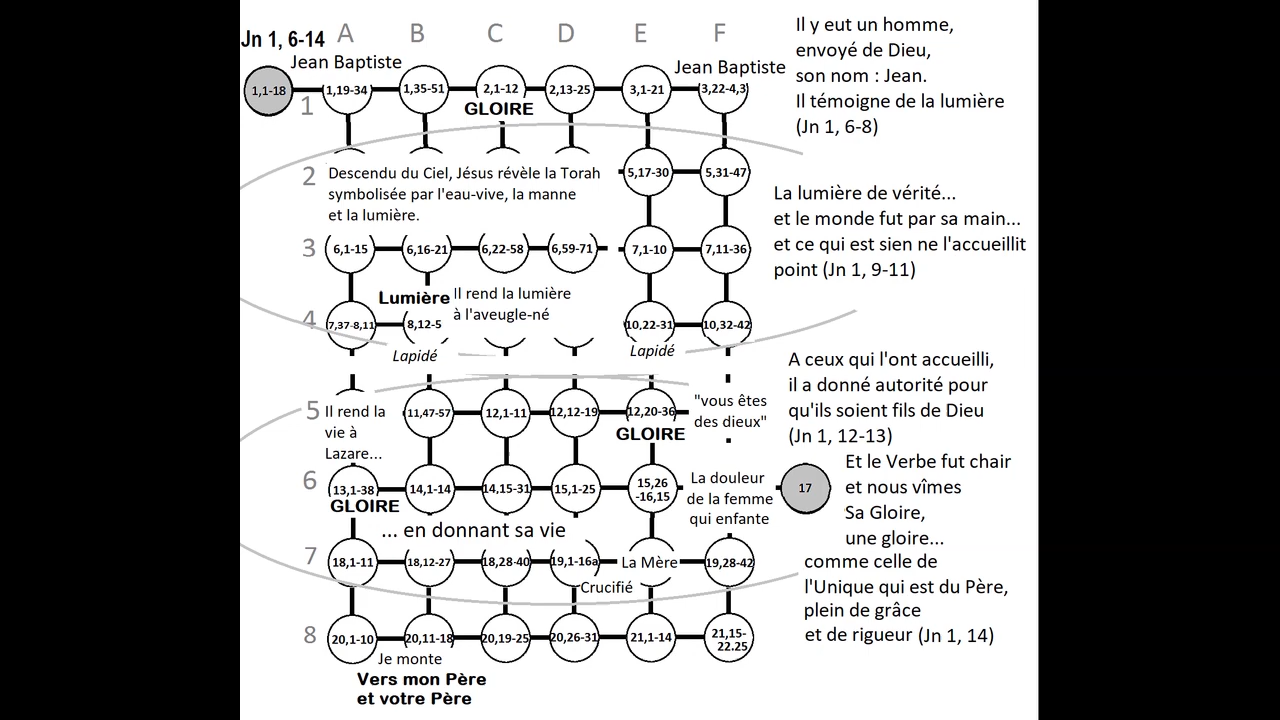 Jn 1, 6-14 A B C D E F
Jean Baptiste Jean Baptiste
1,1-18 1,19-34 1,35-51 2,1-12 2,13-25 3,1-21 3,22-4,3
1 GLOIRE
Il y eut un homme,
envoyé de Dieu,
son nom : Jean.
Il témoigne de la lumière
(Jn 1, 6-8)
2 Descendu du Ciel, Jésus révèle la Torah
symbolisée par l'eau-vive, la manne
et la lumière.
5,17-30 5,31-47
La lumière de vérité...
et le monde fut par sa main...
et ce qui est sien ne l'accueillit
point (Jn 1, 9-11)
3 6,1-15 6,16-21 6,22-58 6,59-71 7,1-10 7,11-36
Lumière Il rend la lumière
à l'aveugle-né
4 7,37-8,11 8,12-5 10,22-31 10,32-42
Lapidé Lapidé
A ceux qui l'ont accueilli,
il a donné autorité pour
qu'ils soient fils de Dieu
(Jn 1, 12-13)
5 Il rend la
vie à
Lazare...
11,47-57 12,1-11 12,12-19 12,20-36
GLOIRE
"vous êtes
des dieux"
6 13,1-38 14,1-14 14,15-31 15,1-25 15,26
-16,15
GLOIRE
La douleur
de la femme
qui enfante
17
Et le Verbe fut chair
et nous vîmes
Sa Gloire,
une gloire...
comme celle de
l'Unique qui est du Père,
plein de grâce
et de rigueur (Jn 1, 14)
... en donnant sa vie
7 18,1-11 18,12-27 18,28-40 19,1-16a La Mère 19,28-42
Crucifié
8 20,1-10 20,11-18 20,19-25 20,26-31 21,1-14 21,15-
22.25
Je monte
Vers mon Père
et votre Père